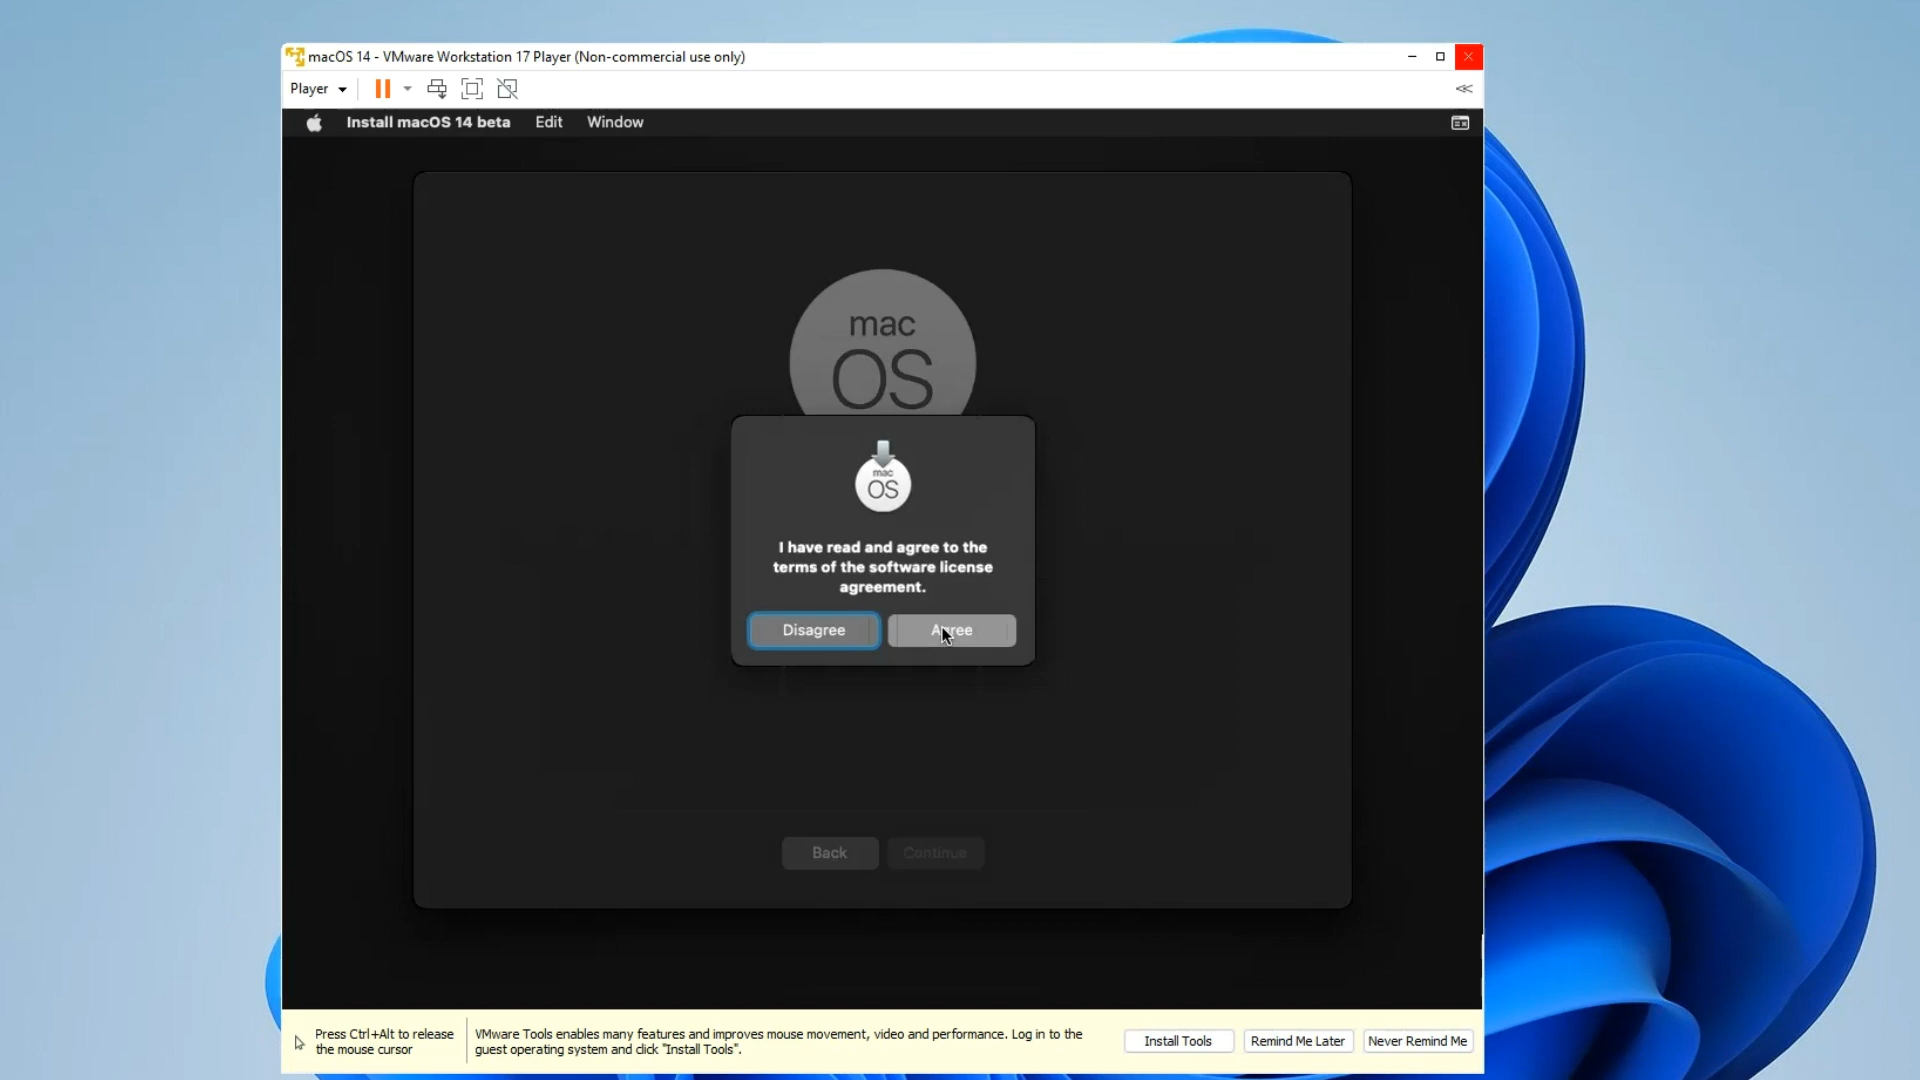 macOS 14 - VMware Workstation 17 Player (Non-commercial use only)
Player
Install macOS 14 beta Edit Window
mac
OS
mac
OS
I have read and agree to the
terms of the software license
agreement.
Disagree Agree
Back Continue
Press Ctrl+Alt to release
the mouse cursor
VMware Tools enables many features and improves mouse movement, video and performance. Log in to the
guest operating system and click "Install Tools".
Install Tools Remind Me Later Never Remind Me